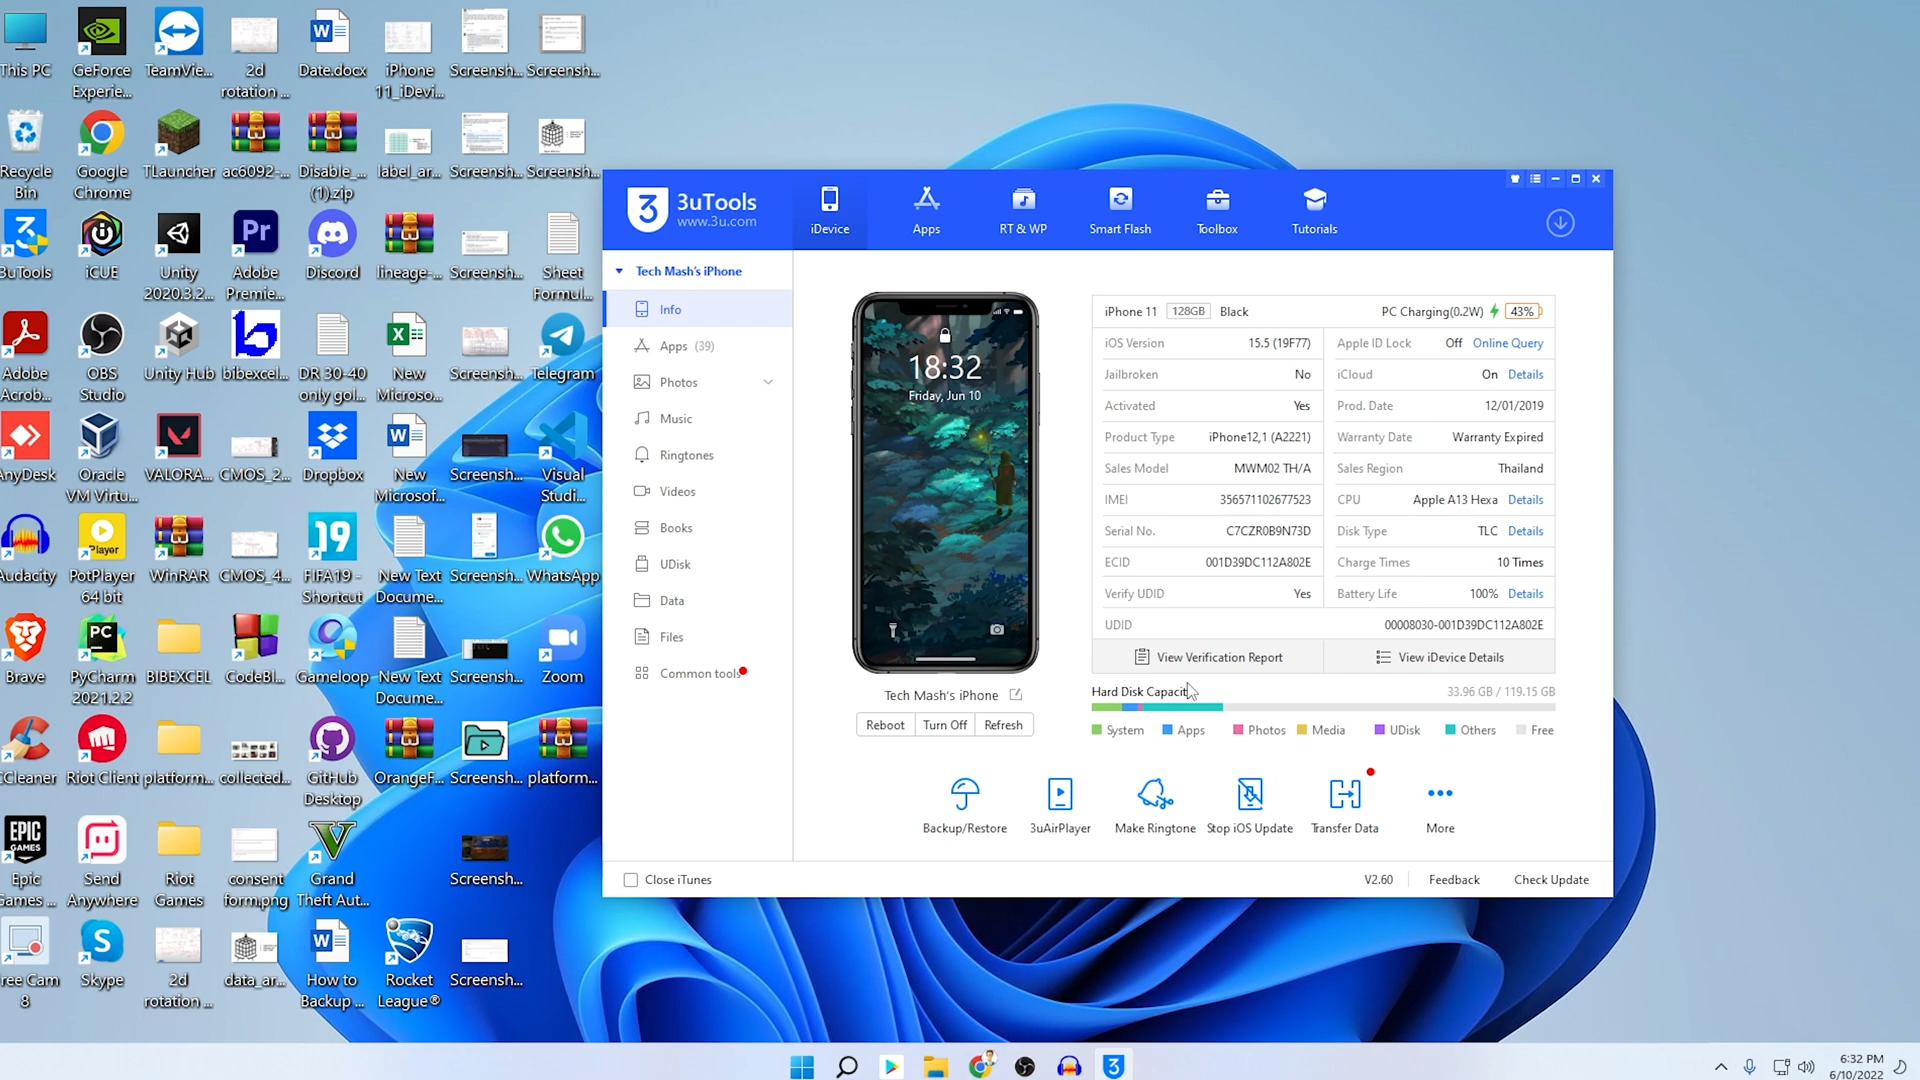 This PC
GeForce
Experie...
TeamVie...
2d
rotation ...
Date.docx
iPhone
11_iDevi...
Screensh...
Screensh...
Recycle
Bin
Google
Chrome
TLauncher
ac6092-...
Disable_...
(1).zip
label_ar...
Screensh...
Screensh...
3uTools
iCUE
Unity
2020.3.2...
Pr
Adobe
Premie...
Discord
lineage-...
Screensh...
Sheet
Formul...
Adobe
Acrob...
OBS
Studio
Unity Hub
bibexcel...
DR 30-40
only gol...
New
Microso...
Screensh...
Telegram
AnyDesk
Oracle
VM Virtu...
VALORA...
CMOS_2...
Dropbox
New
Microsof...
Screensh...
Visual
Studi...
Audacity
Player
PotPlayer
64 bit
WinRAR
CMOS_4...
19
FIFA19 -
Shortcut
New Text
Docume...
Screensh...
WhatsApp
Brave
PC
PyCharm
2021.2.2
BIBEXCEL
CodeBl...
Gameloop
New Text
Docume...
Screensh...
Zoom
CCleaner
Riot Client
platform...
collected...
GitHub
Desktop
OrangeF...
Screensh...
platform...
EPIC
GAMES
Epic
Games ...
Send
Anywhere
Riot
Games
consent
form.png
Grand
Theft Aut...
Screensh...
Free Cam
8
Skype
2d
rotation ...
data_ar...
How to
Backup ...
Rocket
League®
Screensh...
3uTools
www.3u.com
iDevice
Apps
RT & WP
Smart Flash
Toolbox
Tutorials
Tech Mash's iPhone
Info
Apps (39)
Photos
Music
Ringtones
Videos
Books
UDisk
Data
Files
Common tools
18:32
Friday, Jun 10
Tech Mash's iPhone
Reboot
Turn Off
Refresh
iPhone 11 128GB Black PC Charging(0.2W) 43%
iOS Version 15.5 (19F77) Apple ID Lock Off Online Query
Jailbroken No iCloud On Details
Activated Yes Prod. Date 12/01/2019
Product Type iPhone12,1 (A2221) Warranty Date Warranty Expired
Sales Model MWM02 TH/A Sales Region Thailand
IMEI 356571102677523 CPU Apple A13 Hexa Details
Serial No. C7CZR0B9N73D Disk Type TLC Details
ECID 001D39DC112A802E Charge Times 10 Times
Verify UDID Yes Battery Life 100% Details
UDID 00008030-001D39DC112A802E
View Verification Report View iDevice Details
Hard Disk Capacity 33.96 GB / 119.15 GB
System Apps Photos Media UDisk Others Free
Backup/Restore
3uAirPlayer
Make Ringtone
Stop iOS Update
Transfer Data
More
Close iTunes
V2.60
Feedback
Check Update
6:32 PM
6/10/2022